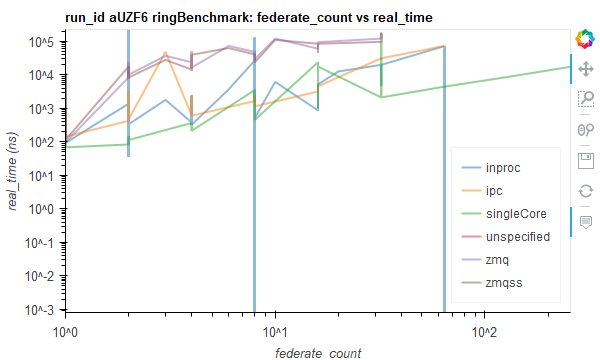 run_id aUZF6 ringBenchmark: federate_count vs real_time
real_time (ns)
10^5
10^4
10^3
10^2
10^1
10^0
10^-1
10^-2
10^-3
10^0
10^1
10^2
federate_count
inproc
ipc
singleCore
unspecified
zmq
zmqss